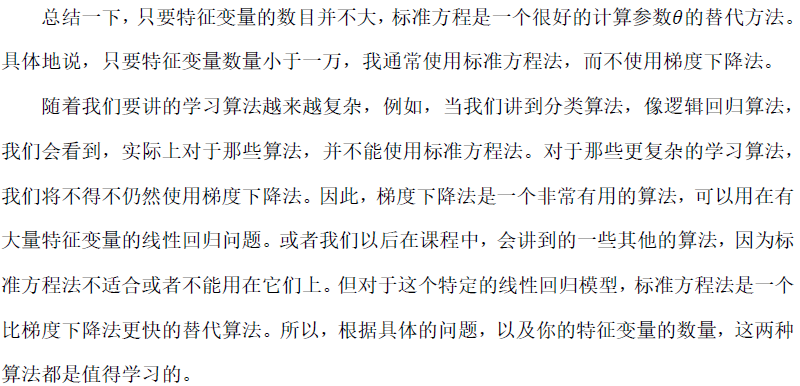 总结一下，只要特征变量的数目并不大，标准方程是一个很好的计算参数θ的替代方法。
具体地说，只要特征变量数量小于一万，我通常使用标准方程法，而不使用梯度下降法。
随着我们要讲的学习算法越来越复杂，例如，当我们讲到分类算法，像逻辑回归算法，
我们会看到，实际上对于那些算法，并不能使用标准方程法。对于那些更复杂的学习算法，
我们将不得不仍然使用梯度下降法。因此，梯度下降法是一个非常有用的算法，可以用在有
大量特征变量的线性回归问题。或者我们以后在课程中，会讲到的一些其他的算法，因为标
准方程法不适合或者不能用在它们上。但对于这个特定的线性回归模型，标准方程法是一个
比梯度下降法更快的替代算法。所以，根据具体的问题，以及你的特征变量的数量，这两种
算法都是值得学习的。